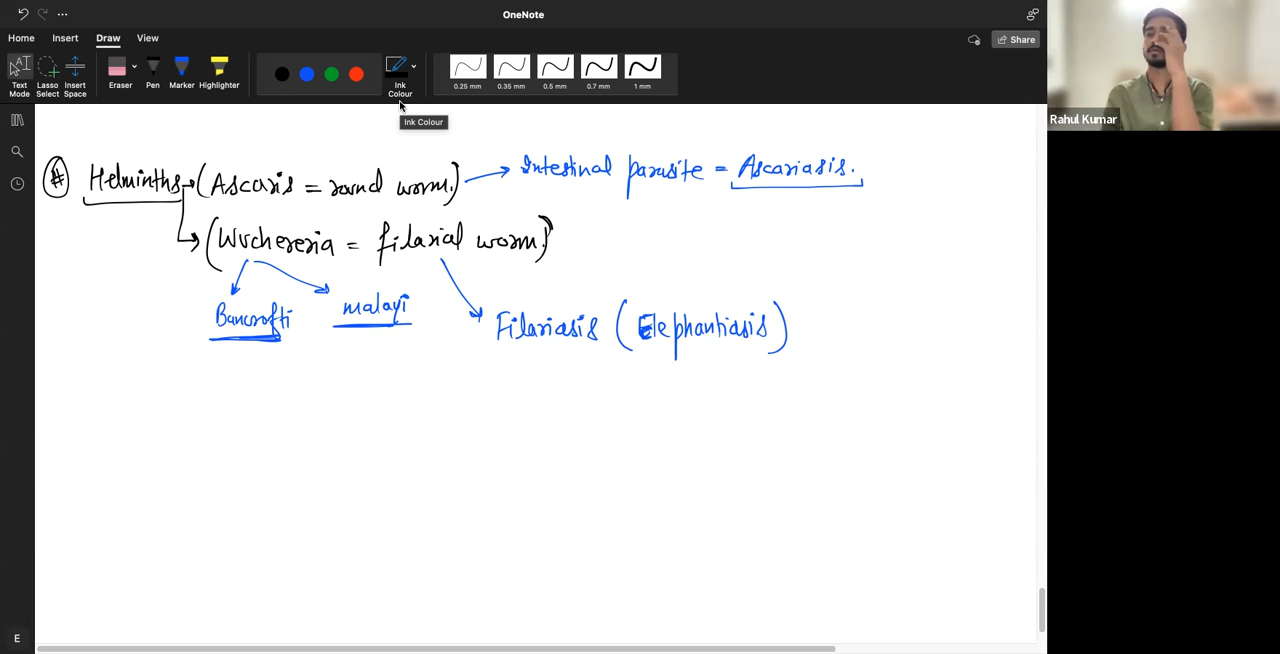 OneNote
Home Insert Draw View
Share
Text Mode Lasso Select Insert Space Eraser Pen Marker Highlighter Ink Colour 0.25 mm 0.35 mm 0.5 mm 0.7 mm 1 mm
Ink Colour
Rahul Kumar
# Helminths → (Ascaris = round worm.) → Intestinal parasite = Ascariasis.
(Wuchereria = filarial worm.)
Bancrofti malayi Filariasis (Elephantiasis)
E